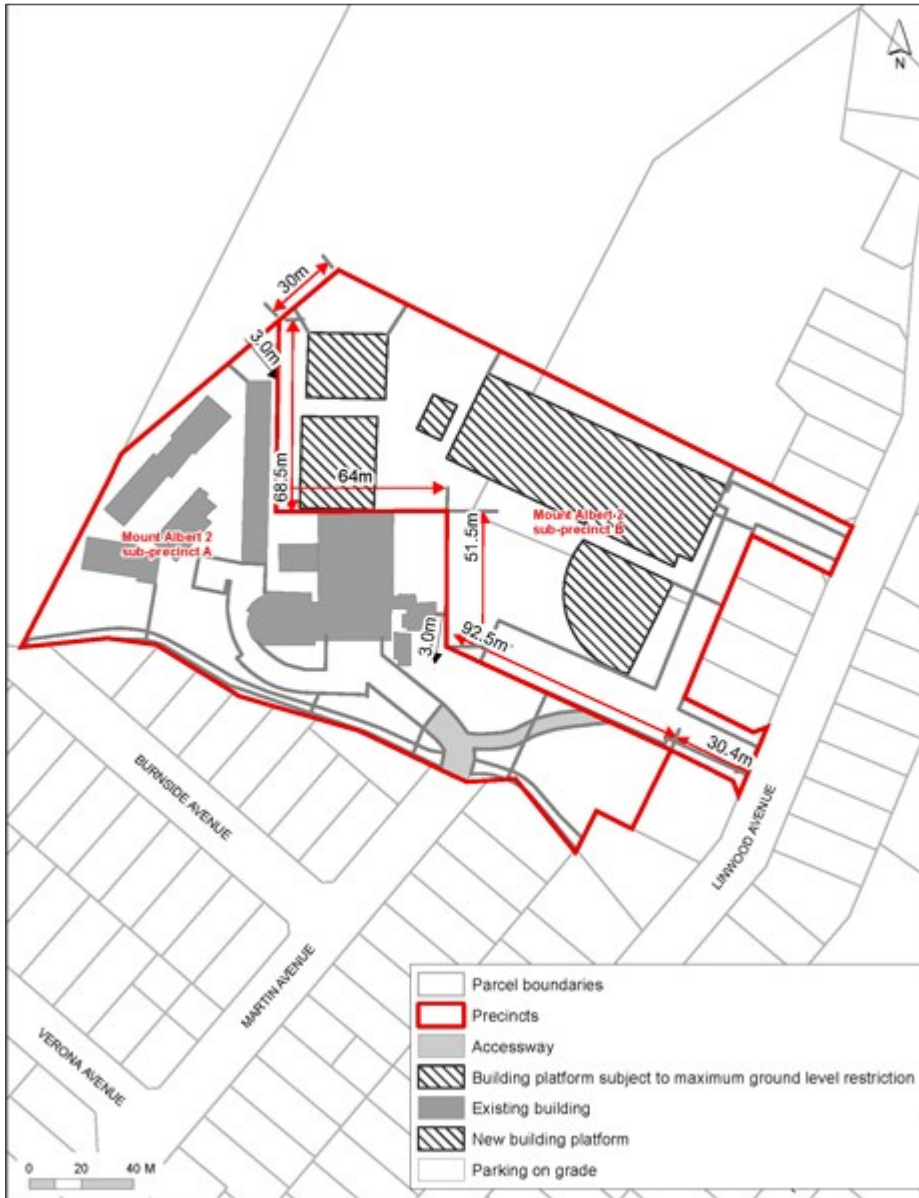 N
30m
3.0m
68.5m
64m
Mount Albert 2
sub-precinct A
Mount Albert 2
sub-precinct B
51.5m
3.0m
92.5m
30.4m
BURNSIDE AVENUE
MARTIN AVENUE
VERONA AVENUE
LINWOOD AVENUE
Parcel boundaries
Precincts
Accessway
Building platform subject to maximum ground level restriction
Existing building
New building platform
Parking on grade
0 20 40 M